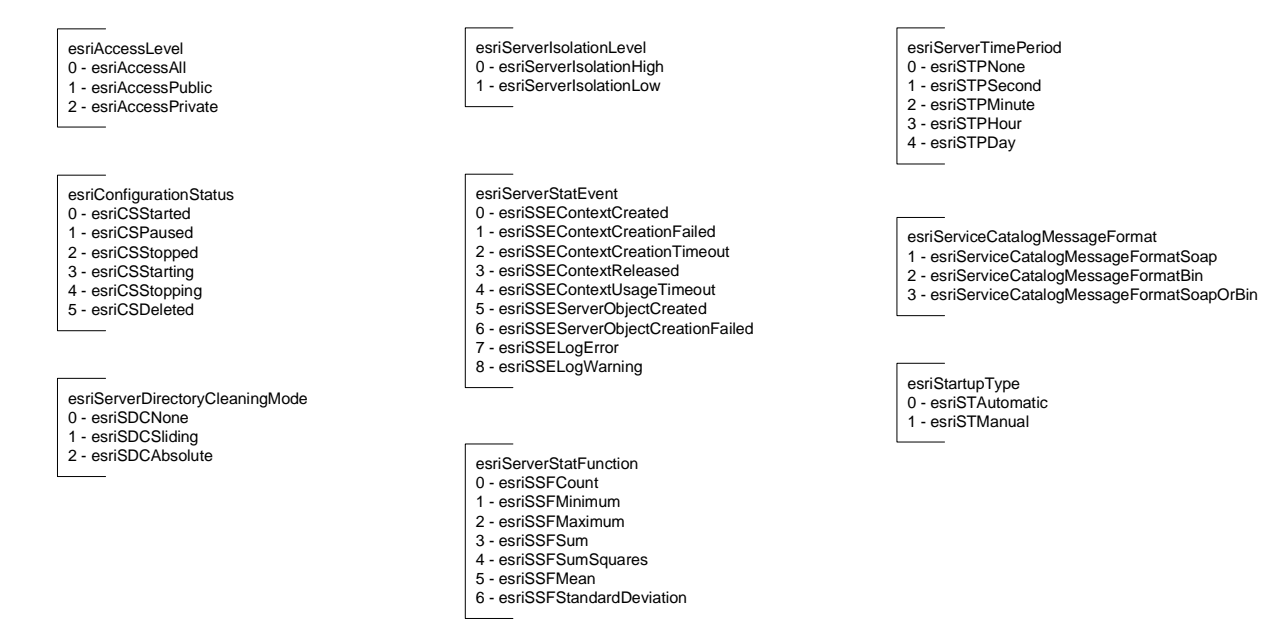 esriAccessLevel
0 - esriAccessAll
1 - esriAccessPublic
2 - esriAccessPrivate
esriConfigurationStatus
0 - esriCSStarted
1 - esriCSPaused
2 - esriCSStopped
3 - esriCSStarting
4 - esriCSStopping
5 - esriCSDeleted
esriServerDirectoryCleaningMode
0 - esriSDCNone
1 - esriSDCSliding
2 - esriSDCAbsolute
esriServerIsolationLevel
0 - esriServerIsolationHigh
1 - esriServerIsolationLow
esriServerStatEvent
0 - esriSSEContextCreated
1 - esriSSEContextCreationFailed
2 - esriSSEContextCreationTimeout
3 - esriSSEContextReleased
4 - esriSSEContextUsageTimeout
5 - esriSSEServerObjectCreated
6 - esriSSEServerObjectCreationFailed
7 - esriSSELogError
8 - esriSSELogWarning
esriServerStatFunction
0 - esriSSFCount
1 - esriSSFMinimum
2 - esriSSFMaximum
3 - esriSSFSum
4 - esriSSFSumSquares
5 - esriSSFMean
6 - esriSSFStandardDeviation
esriServerTimePeriod
0 - esriSTPNone
1 - esriSTPSecond
2 - esriSTPMinute
3 - esriSTPHour
4 - esriSTPDay
esriServiceCatalogMessageFormat
1 - esriServiceCatalogMessageFormatSoap
2 - esriServiceCatalogMessageFormatBin
3 - esriServiceCatalogMessageFormatSoapOrBin
esriStartupType
0 - esriSTAutomatic
1 - esriSTManual